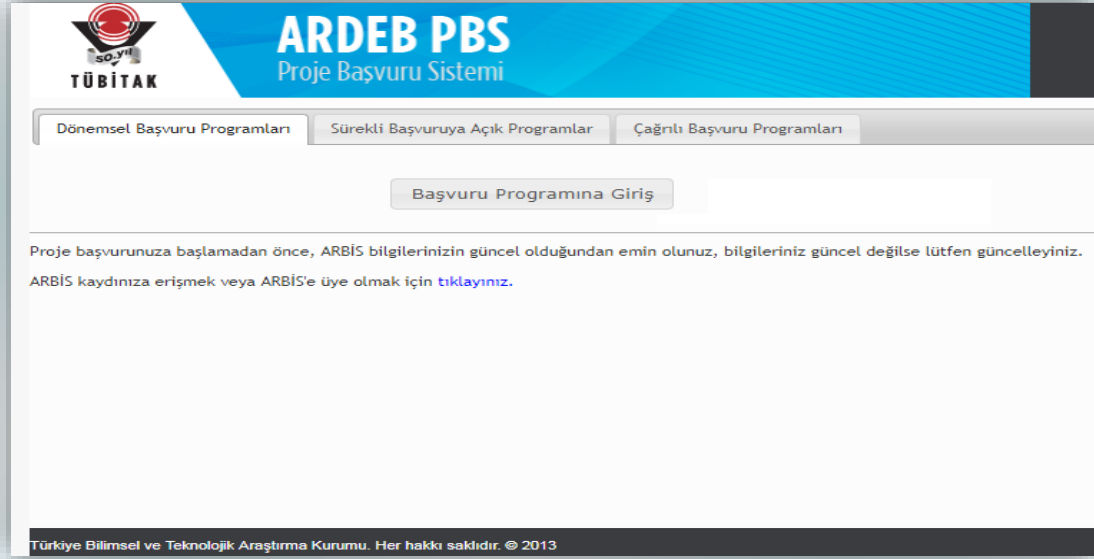 50.yıl
TÜBİTAK
ARDEB PBS
Proje Başvuru Sistemi
Dönemsel Başvuru Programları
Sürekli Başvuruya Açık Programlar
Çağrılı Başvuru Programları
Başvuru Programına Giriş
Proje başvurunuza başlamadan önce, ARBİS bilgilerinizin güncel olduğundan emin olunuz, bilgileriniz güncel değilse lütfen güncelleyiniz.
ARBİS kaydınıza erişmek veya ARBİS'e üye olmak için tıklayınız.
Türkiye Bilimsel ve Teknolojik Araştırma Kurumu. Her hakkı saklıdır. © 2013